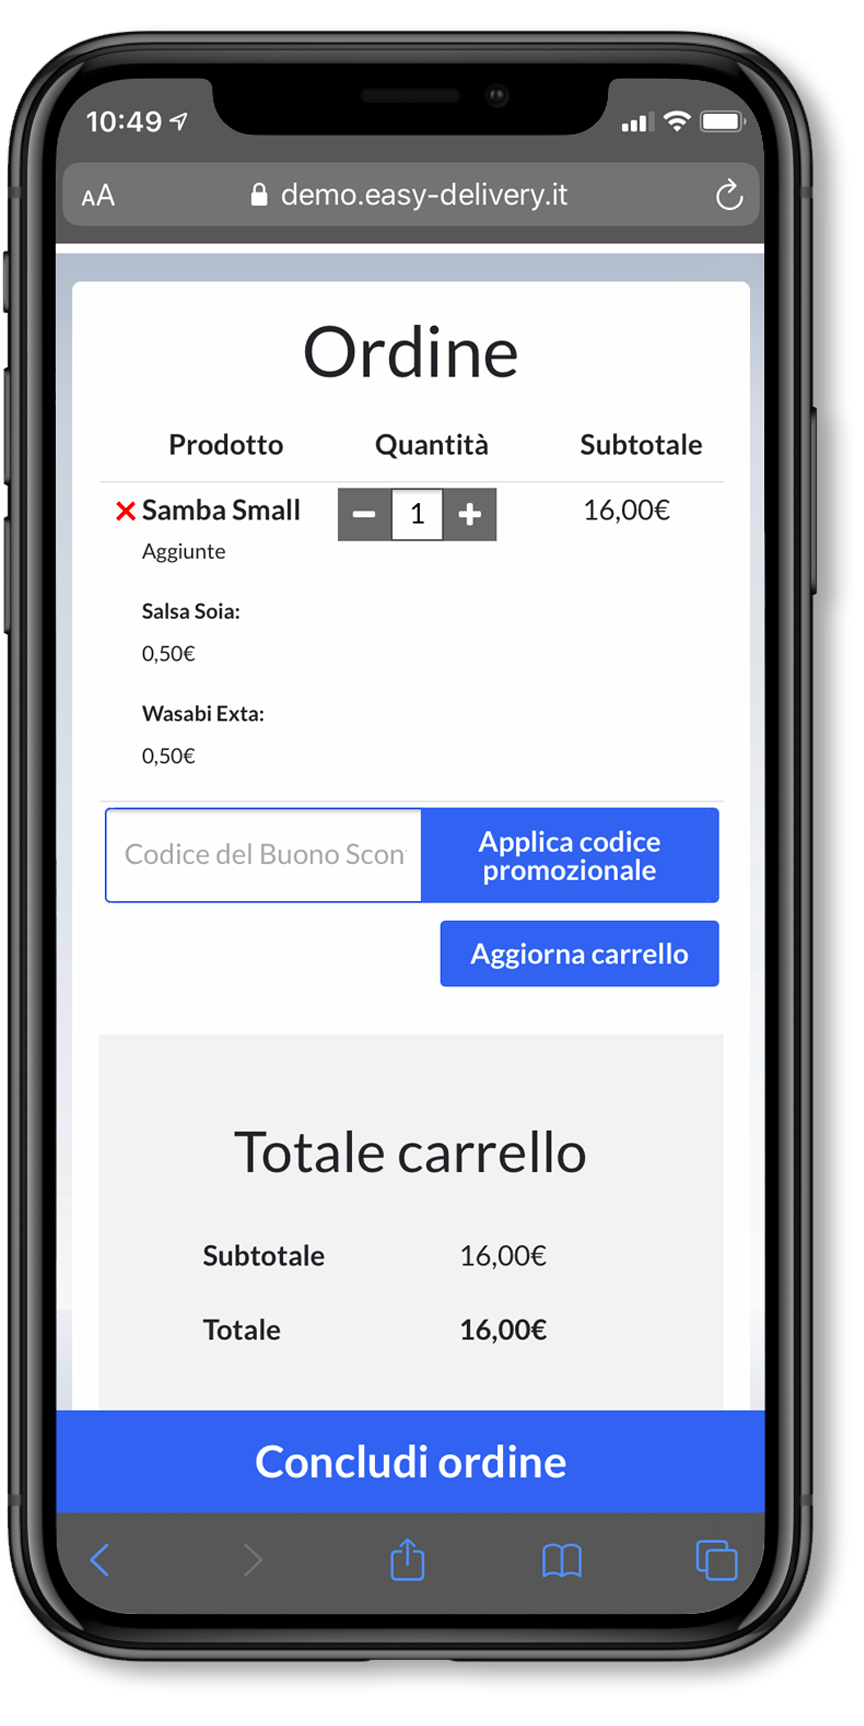 10:49
AA demo.easy-delivery.it
Ordine
Prodotto Quantità Subtotale
Samba Small 1 16,00€
Aggiunte
Salsa Soia:
0,50€
Wasabi Exta:
0,50€
Codice del Buono Scon
Applica codice
promozionale
Aggiorna carrello
Totale carrello
Subtotale 16,00€
Totale 16,00€
Concludi ordine